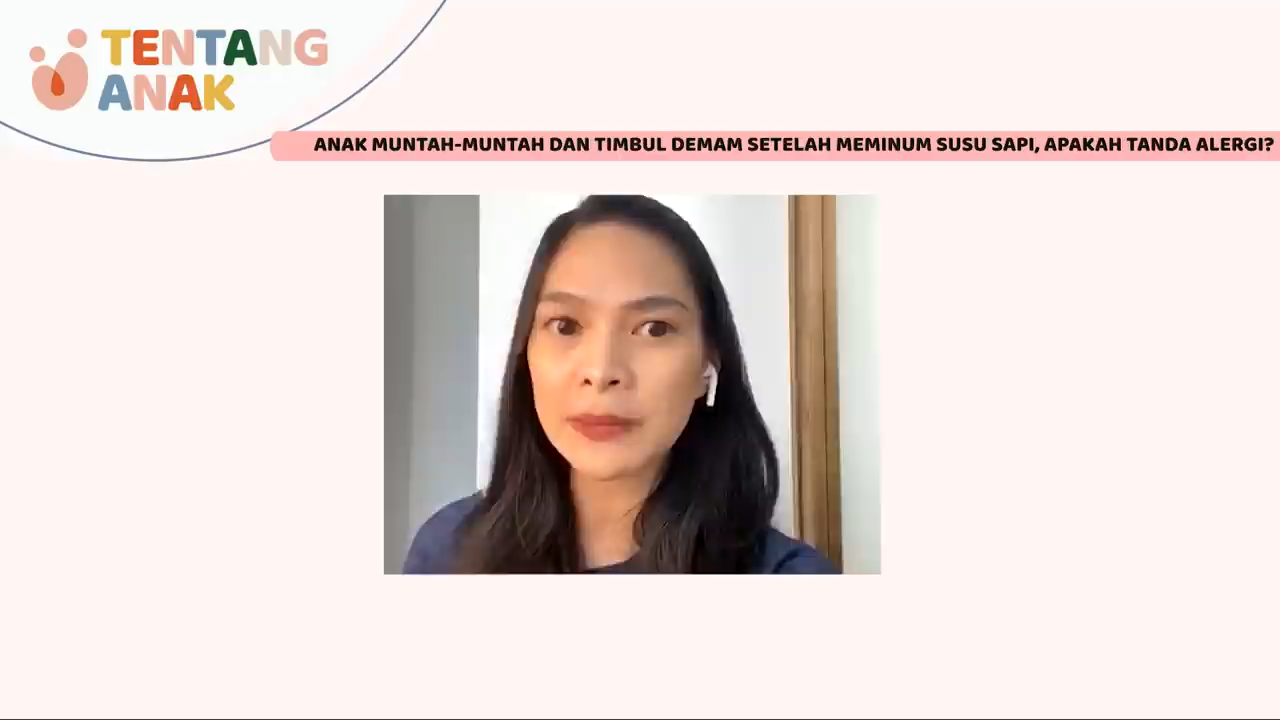 TENTANG
ANAK
ANAK MUNTAH-MUNTAH DAN TIMBUL DEMAM SETELAH MEMINUM SUSU SAPI, APAKAH TANDA ALERGI?